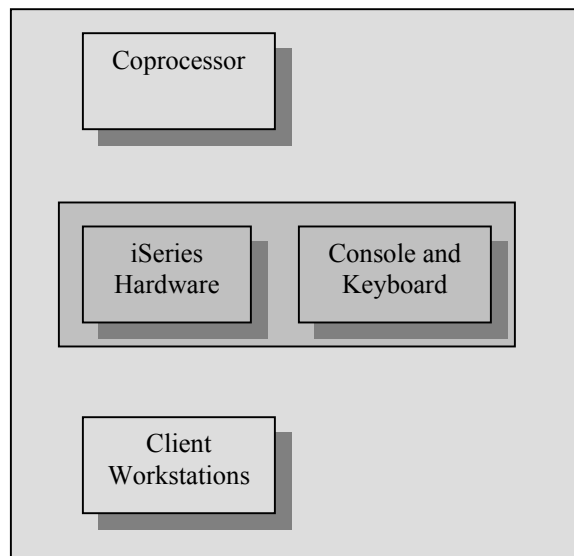 Coprocessor
iSeries
Hardware
Console and
Keyboard
Client
Workstations